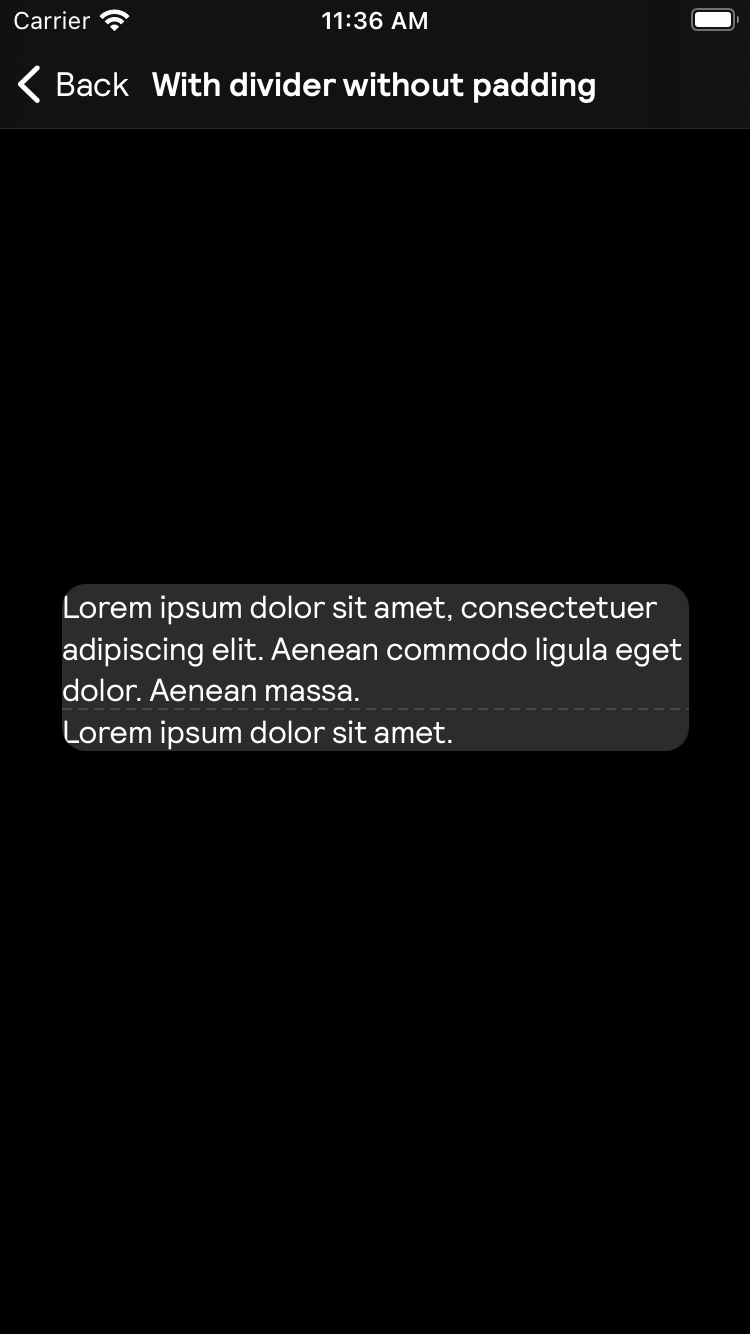 Carrier 11:36 AM
Back With divider without padding
Lorem ipsum dolor sit amet, consectetuer
adipiscing elit. Aenean commodo ligula eget
dolor. Aenean massa.
Lorem ipsum dolor sit amet.